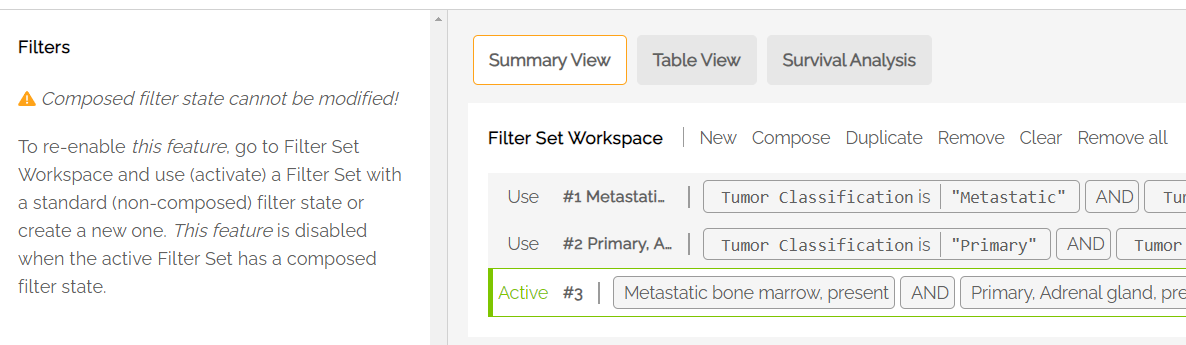 Filters
Composed filter state cannot be modified!
To re-enable this feature, go to Filter Set
Workspace and use (activate) a Filter Set with
a standard (non-composed) filter state or
create a new one. This feature is disabled
when the active Filter Set has a composed
filter state.
Summary View Table View Survival Analysis
Filter Set Workspace New Compose Duplicate Remove Clear Remove all
Use #1 Metastati... Tumor Classification is "Metastatic" AND Tu
Use #2 Primary, A... Tumor Classification is "Primary" AND Tumor
Active #3 Metastatic bone marrow, present AND Primary, Adrenal gland, pre